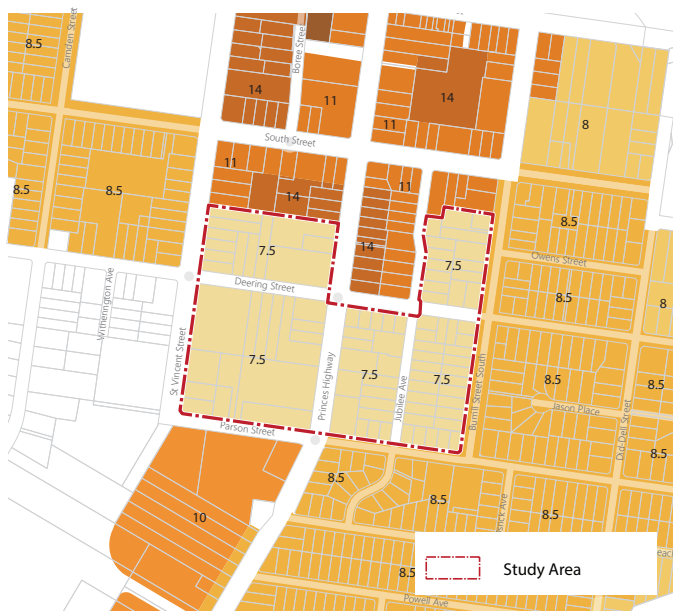 Camden Street
8.5
Boree Street
14
11
14
11
8
South Street
8.5
8.5
11
14
11
14
8.5
7.5
7.5
Owens Street
8.5
8
Deering Street
Witherington Ave
St Vincent Street
7.5
Princes Highway
7.5
Jubilee Ave
7.5
Burrill Street South
8.5
Jason Place
8.5
Did-Dell Street
Parson Street
8.5
8.5
8.5
8.5
10
8.5
Powell Ave
Study Area